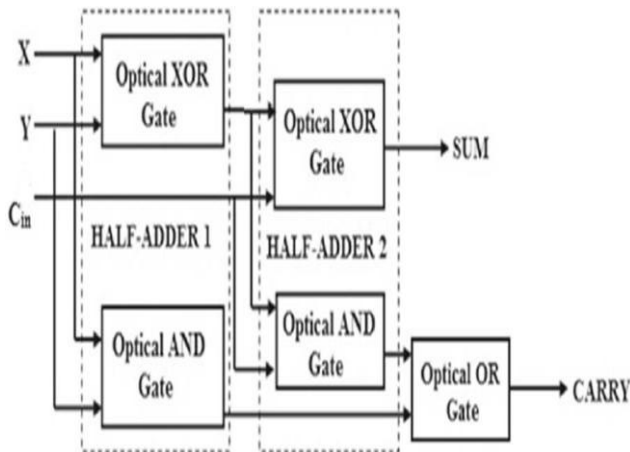 X
Optical XOR
Gate
Y
Optical XOR
Gate
SUM
Cin
HALF-ADDER 1
HALF-ADDER 2
Optical AND
Gate
Optical AND
Gate
Optical OR
Gate
CARRY